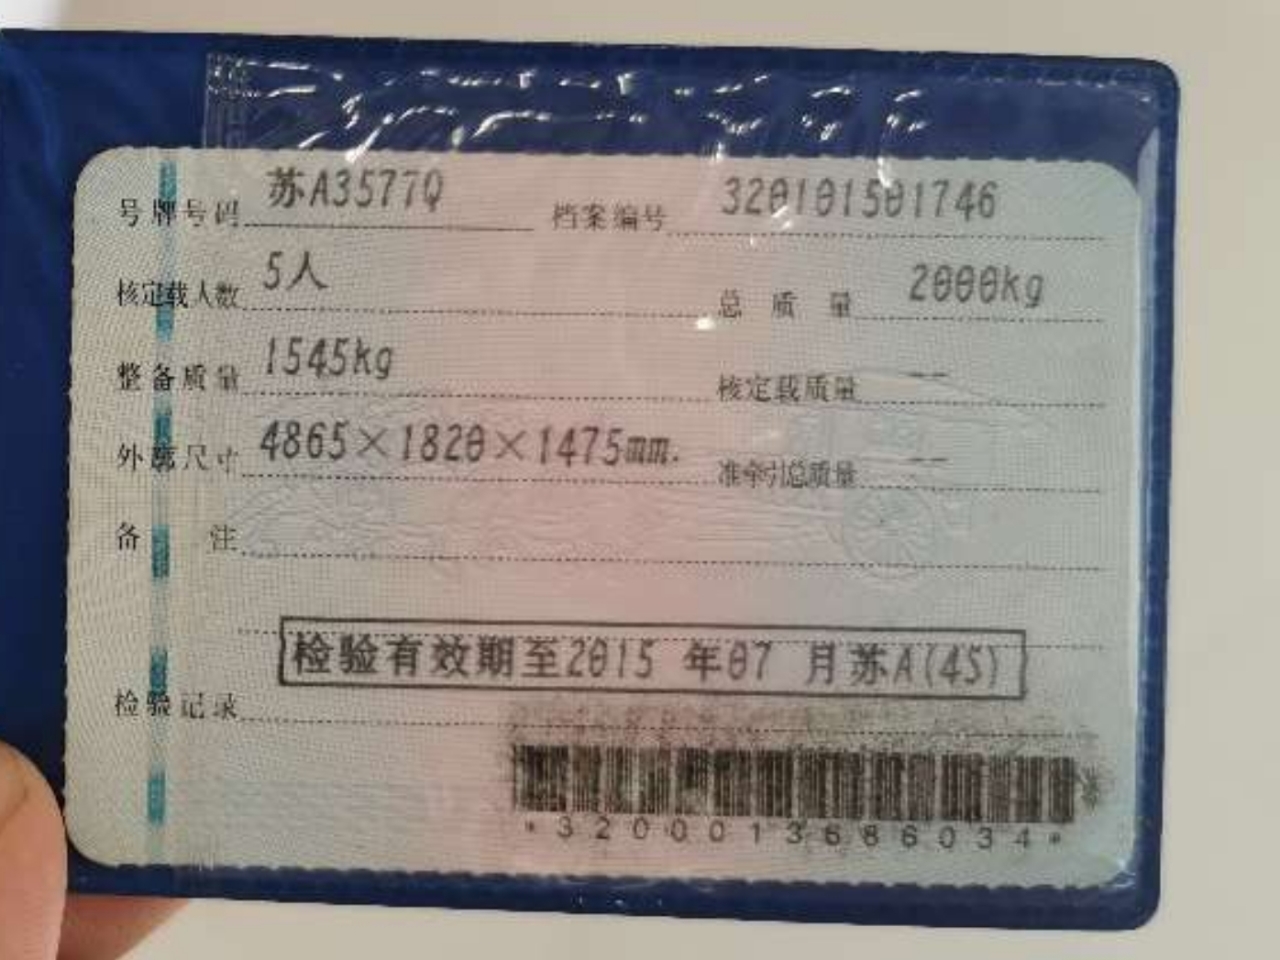 号牌号码 苏A3577Q 档案编号 320101501746
核定载人数 5人 总质量 2000kg
整备质量 1545kg 核定载质量 --
外廓尺寸 4865×1820×1475mm. 准牵引总质量 --
备注
检验有效期至2015 年07 月苏A(45)
检验记录
*3200013686034*